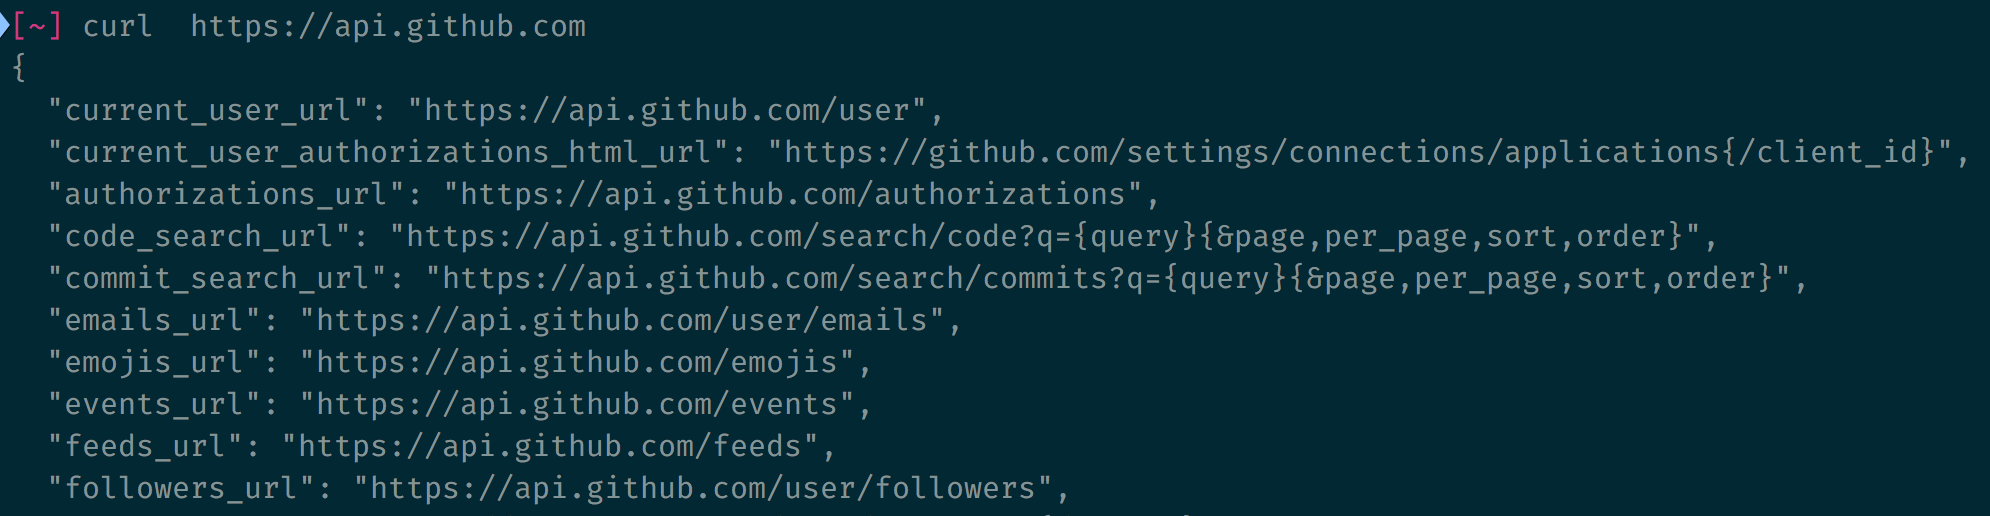 [~] curl  https://api.github.com
{
  "current_user_url": "https://api.github.com/user",
  "current_user_authorizations_html_url": "https://github.com/settings/connections/applications{/client_id}",
  "authorizations_url": "https://api.github.com/authorizations",
  "code_search_url": "https://api.github.com/search/code?q={query}{&page,per_page,sort,order}",
  "commit_search_url": "https://api.github.com/search/commits?q={query}{&page,per_page,sort,order}",
  "emails_url": "https://api.github.com/user/emails",
  "emojis_url": "https://api.github.com/emojis",
  "events_url": "https://api.github.com/events",
  "feeds_url": "https://api.github.com/feeds",
  "followers_url": "https://api.github.com/user/followers",